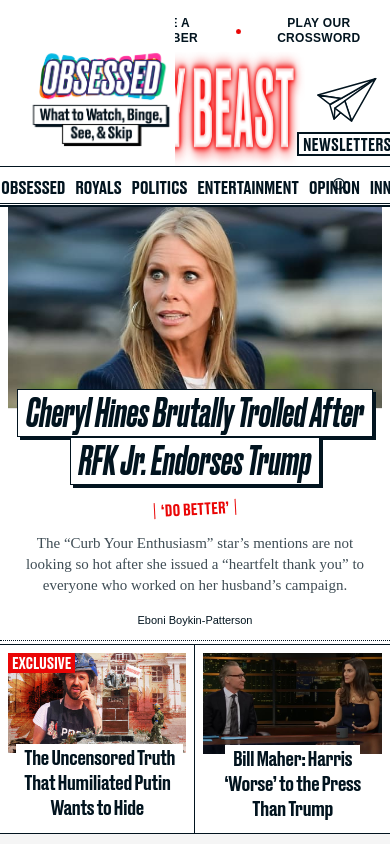 E A
BER
PLAY OUR
CROSSWORD
OBSESSED
What to Watch, Binge,
See, & Skip
Y BEAST
NEWSLETTERS
OBSESSED ROYALS POLITICS ENTERTAINMENT OPINION INN
Cheryl Hines Brutally Trolled After
RFK Jr. Endorses Trump
‘DO BETTER’
The “Curb Your Enthusiasm” star’s mentions are not
looking so hot after she issued a “heartfelt thank you” to
everyone who worked on her husband’s campaign.
Eboni Boykin-Patterson
EXCLUSIVE
PRE
The Uncensored Truth
That Humiliated Putin
Wants to Hide
Bill Maher: Harris
‘Worse’ to the Press
Than Trump